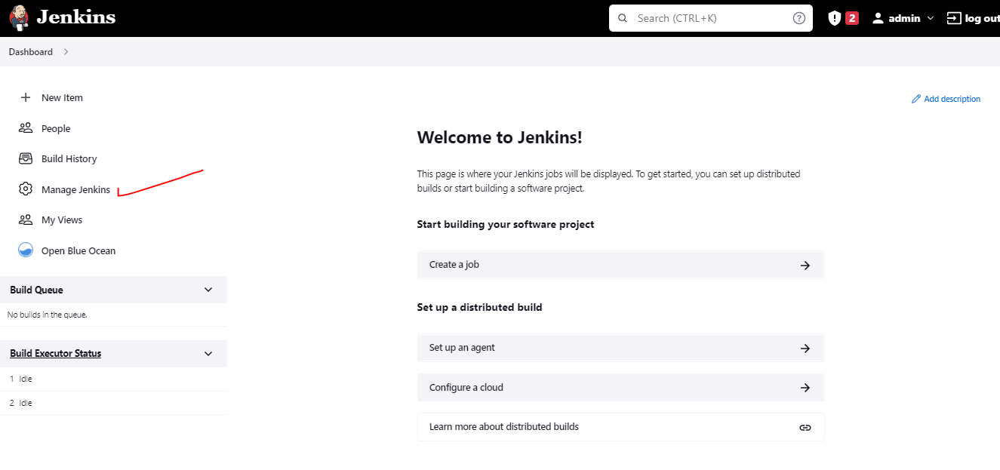 Jenkins
Search (CTRL+K)
2
admin
log out
Dashboard
New Item
People
Build History
Manage Jenkins
My Views
Open Blue Ocean
Build Queue
No builds in the queue.
Build Executor Status
1 Idle
2 Idle
Add description
Welcome to Jenkins!
This page is where your Jenkins jobs will be displayed. To get started, you can set up distributed
builds or start building a software project.
Start building your software project
Create a job
Set up a distributed build
Set up an agent
Configure a cloud
Learn more about distributed builds